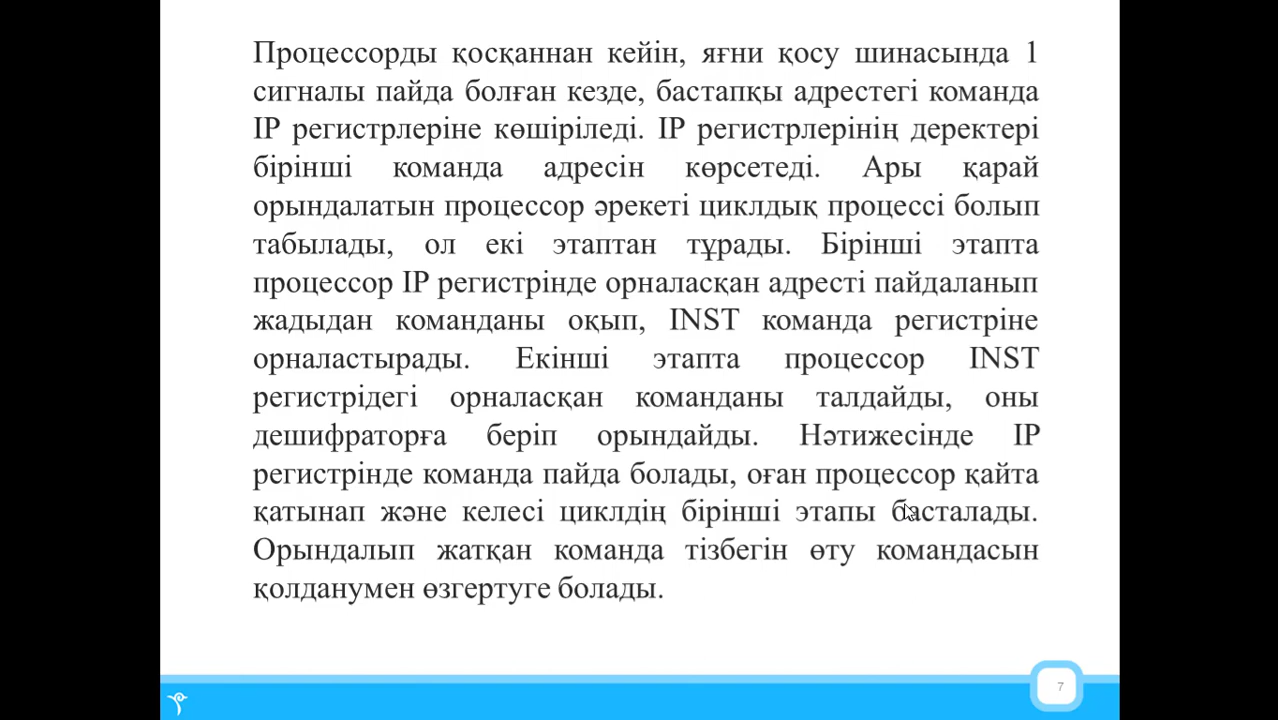 Процессорды қосқаннан кейін, яғни қосу шинасында 1
сигналы пайда болған кезде, бастапқы адрестегі команда
IP регистрлеріне көшіріледі. IP регистрлерінің деректері
бірінші команда адресін көрсетеді. Ары қарай
орындалатын процессор әрекеті циклдық процессі болып
табылады, ол екі этаптан тұрады. Бірінші этапта
процессор IP регистрінде орналасқан адресті пайдаланып
жадыдан команданы оқып, INST команда регистріне
орналастырады. Екінші этапта процессор INST
регистрідегі орналасқан команданы талдайды, оны
дешифраторға беріп орындайды. Нәтижесінде IP
регистрінде команда пайда болады, оған процессор қайта
қатынап және келесі циклдің бірінші этапы басталады.
Орындалып жатқан команда тізбегін өту командасын
қолданумен өзгертуге болады.
7